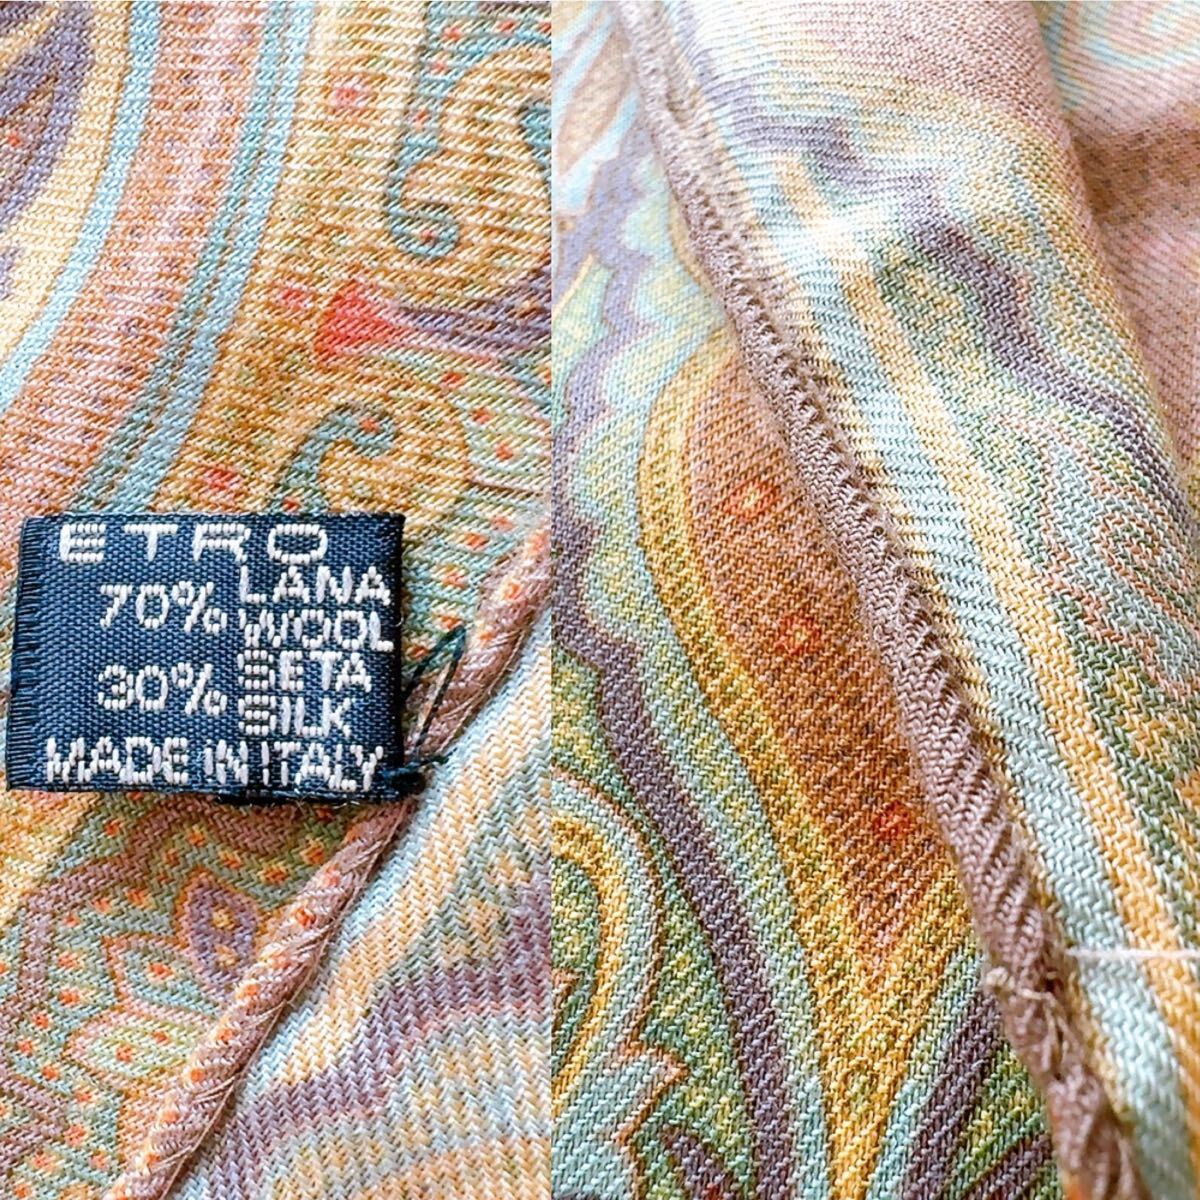 ETRO
70% LANA
WOOL
30% SETA
SILK
MADE IN ITALY